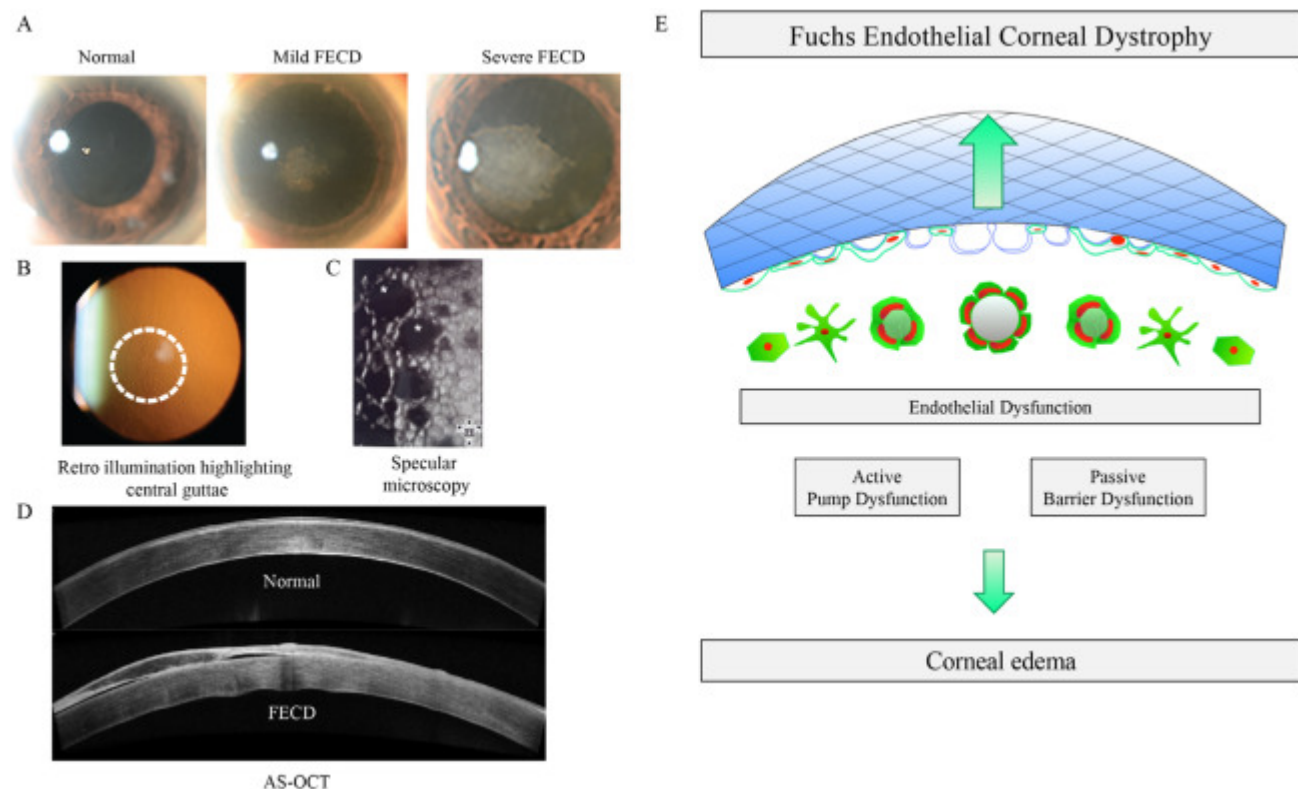 A
Normal
Mild FECD
Severe FECD
B
C
*
*
Retro illumination highlighting
central guttae
Specular
microscopy
D
Normal
FECD
AS-OCT
E
Fuchs Endothelial Corneal Dystrophy
Endothelial Dysfunction
Active
Pump Dysfunction
Passive
Barrier Dysfunction
Corneal edema